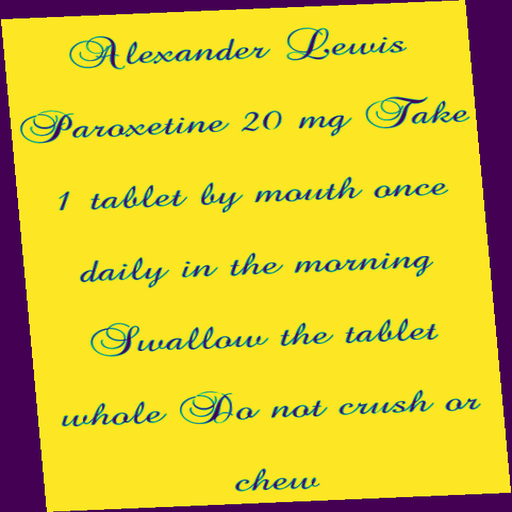 Alexander Lewis
Paroxetine 20 mg Take
1 tablet by mouth once
daily in the morning
Swallow the tablet
whole Do not crush or
chew